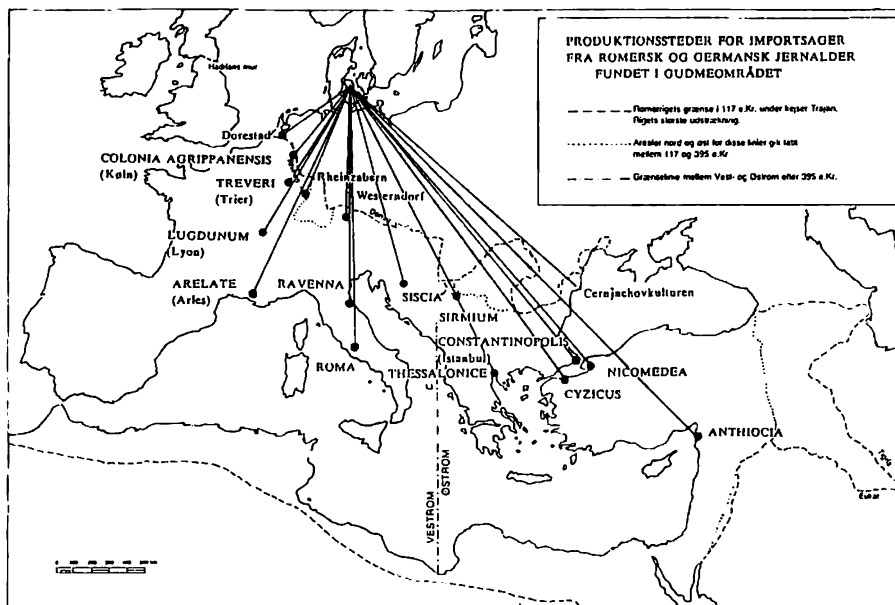 PRODUKTIONSSTEDER FOR IMPORTSAGER
FRA ROMERSK OG GERMANSK JERNALDER
FUNDET I GUDMEOMRÅDET
Romerrigets grænse i 117 e.Kr. under kejser Trajan.
Rigets største udstrækning.
Arealer nord og øst for disse linier gik tabt
mellem 117 og 395 e.Kr
Grænselinie mellem Vest- og Østrom efter 395 e.Kr.
Hadrians mur
Dorestad
COLONIA AGRIPPANENSIS
(Køln)
Rheinzabern
TREVERI
(Trier)
Westerndorf
Donau
LUGDUNUM
(Lyon)
ARELATE
(Arles)
RAVENNA
SISCIA
Cernjachovkulturen
SIRMIUM
CONSTANTINOPOLIS
(Istanbul)
ROMA
THESSALONICE
NICOMEDEA
CYZICUS
ANTHIOCIA
VESTROM
ØSTROM